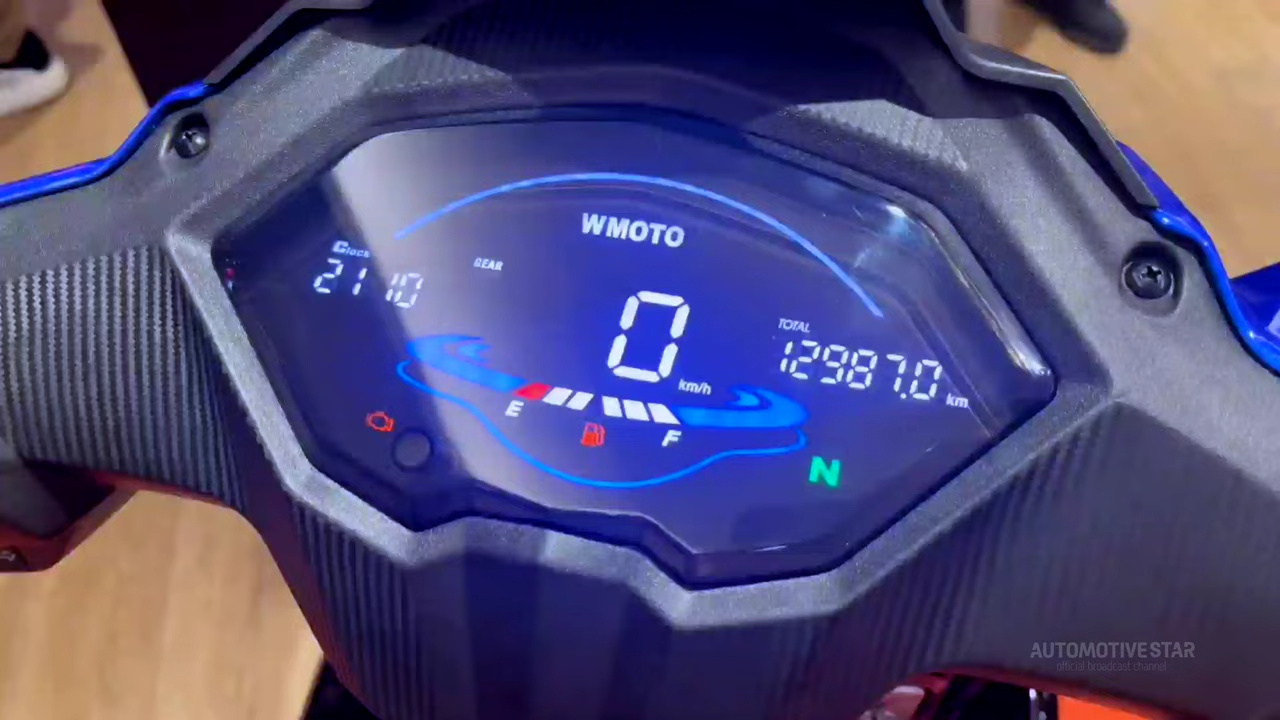 WMOTO
Clock
21 10
GEAR
0
km/h
TOTAL
12987.0
km
E
F
N
AUTOMOTIVE STAR
official broadcast channel